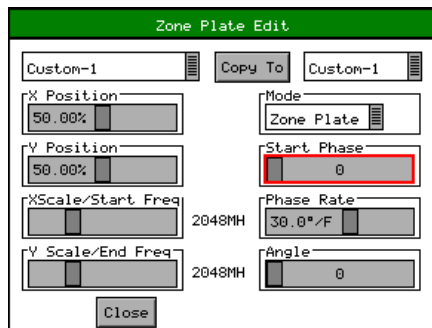 Zone Plate Edit
Custom-1 Copy To Custom-1
X Position Mode
50.00% Zone Plate
Y Position Start Phase
50.00% 0
XScale/Start Freq Phase Rate
2048MH 30.0°/F
Y Scale/End Freq Angle
2048MH 0
Close